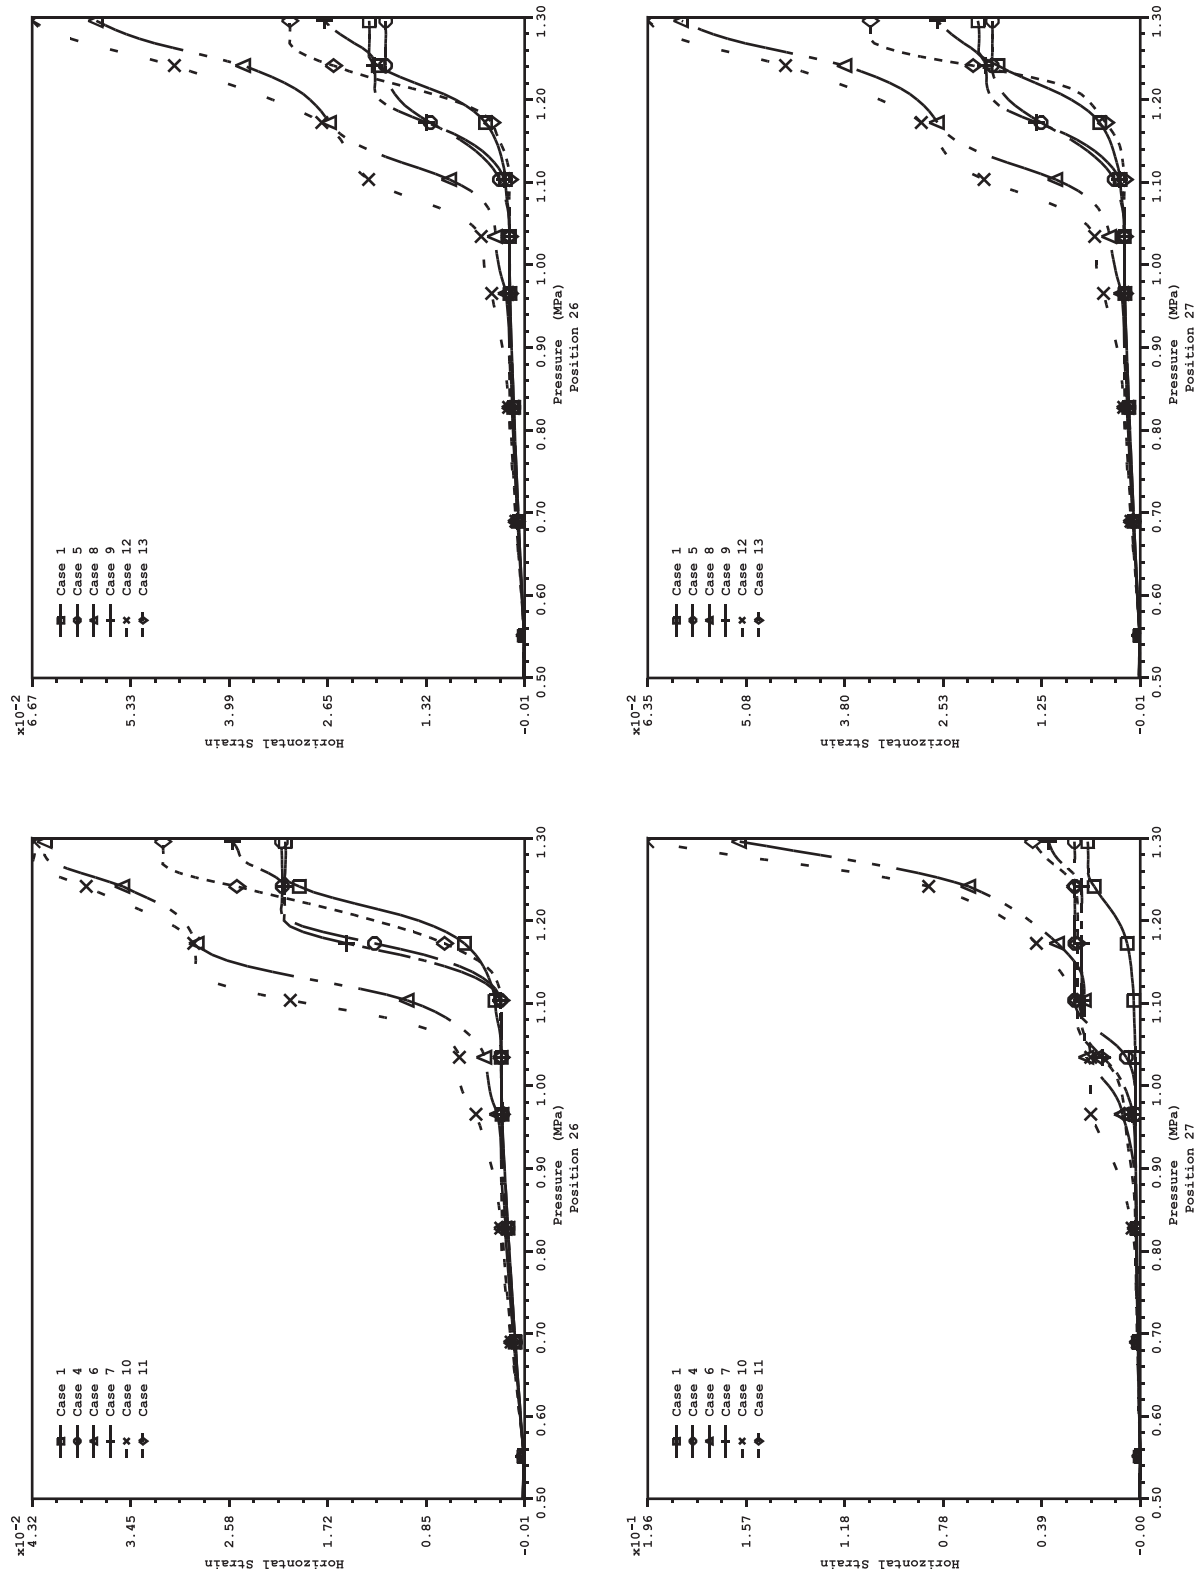 x10-2
6.67
5.33
3.99
2.65
1.32
-0.01
Horizontal Strain
Case 1
Case 5
Case 8
Case 9
Case 12
Case 13
0.50
0.60
0.70
0.80
0.90
1.00
1.10
1.20
1.30
Pressure (MPa)
Position 26
x10-2
6.35
5.08
3.80
2.53
1.25
-0.01
Horizontal Strain
Case 1
Case 5
Case 8
Case 9
Case 12
Case 13
0.50
0.60
0.70
0.80
0.90
1.00
1.10
1.20
1.30
Pressure (MPa)
Position 27
x10-2
4.32
3.45
2.58
1.72
0.85
-0.01
Horizontal Strain
Case 1
Case 4
Case 6
Case 7
Case 10
Case 11
0.50
0.60
0.70
0.80
0.90
1.00
1.10
1.20
1.30
Pressure (MPa)
Position 26
x10-1
1.96
1.57
1.18
0.78
0.39
-0.00
Horizontal Strain
Case 1
Case 4
Case 6
Case 7
Case 10
Case 11
0.50
0.60
0.70
0.80
0.90
1.00
1.10
1.20
1.30
Pressure (MPa)
Position 27